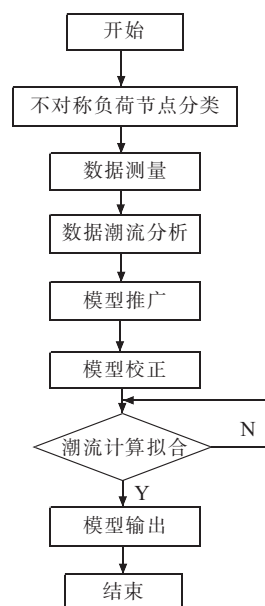 开始
不对称负荷节点分类
数据测量
数据潮流分析
模型推广
模型校正
潮流计算拟合
N
Y
模型输出
结束